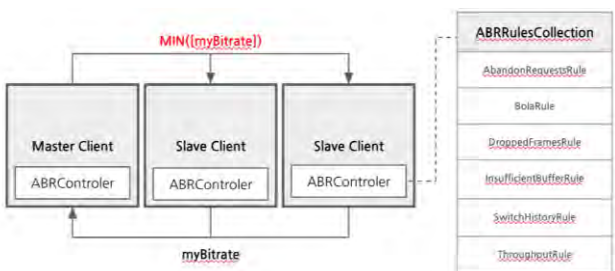 MIN([myBitrate])
Master Client
ABRControler
Slave Client
ABRControler
Slave Client
ABRControler
myBitrate
ABRRulesCollection
AbandonRequestsRule
BolaRule
DroppedFramesRule
InsufficientBufferRule
SwitchHistoryRule
ThroughputRule